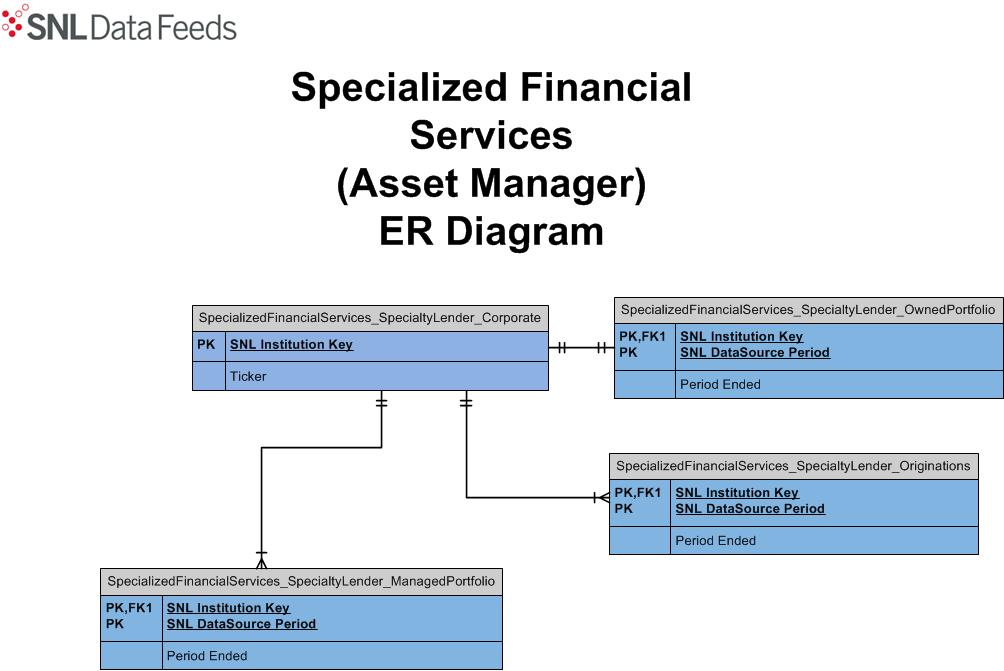 SNL Data Feeds
Specialized Financial
Services
(Asset Manager)
ER Diagram
SpecializedFinancialServices_SpecialtyLender_Corporate
PK SNL Institution Key
Ticker
SpecializedFinancialServices_SpecialtyLender_OwnedPortfolio
PK,FK1 SNL Institution Key
PK SNL DataSource Period
Period Ended
SpecializedFinancialServices_SpecialtyLender_Originations
PK,FK1 SNL Institution Key
PK SNL DataSource Period
Period Ended
SpecializedFinancialServices_SpecialtyLender_ManagedPortfolio
PK,FK1 SNL Institution Key
PK SNL DataSource Period
Period Ended